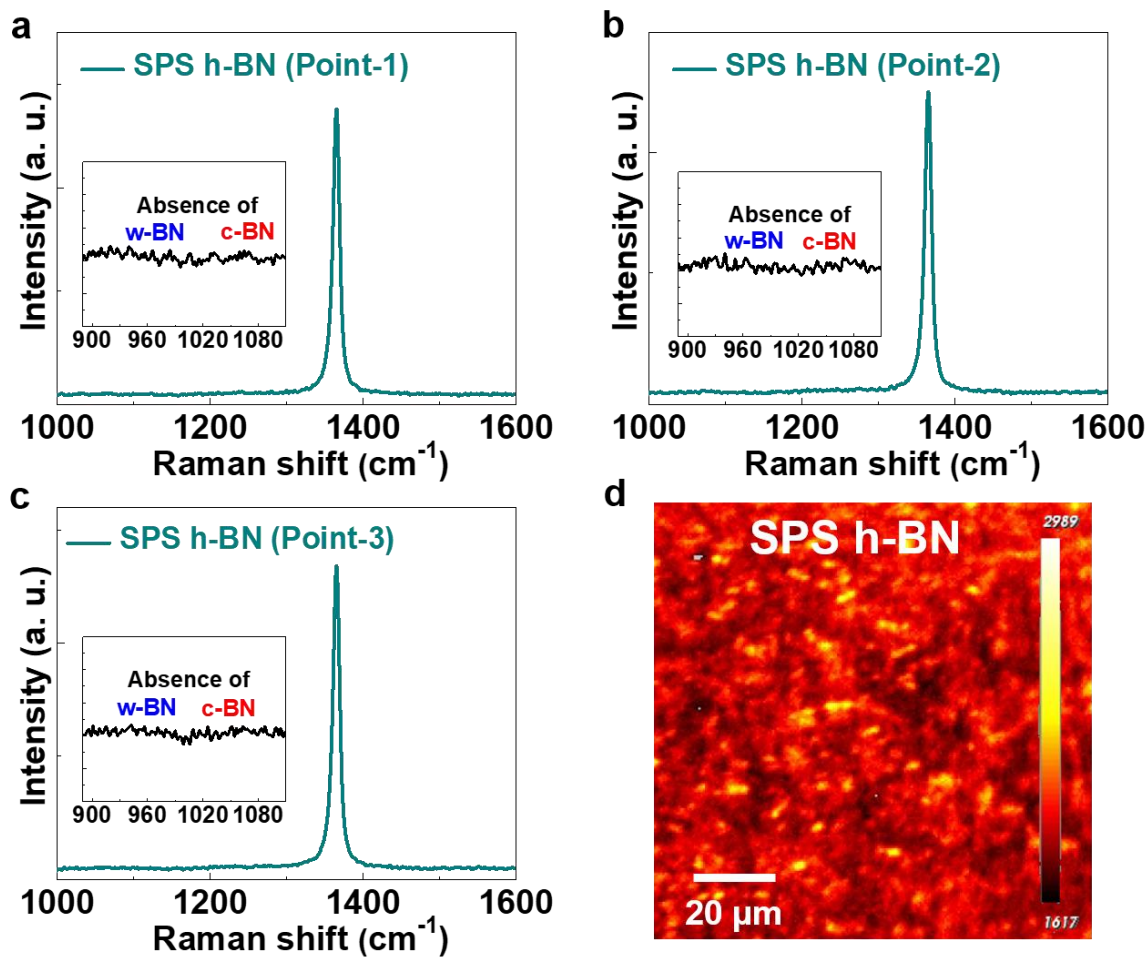 a
SPS h-BN (Point-1)
Intensity (a. u.)
Absence of
w-BN c-BN
900 960 1020 1080
1000 1200 1400 1600
Raman shift (cm-1)
b
SPS h-BN (Point-2)
Intensity (a. u.)
Absence of
w-BN c-BN
900 960 1020 1080
1000 1200 1400 1600
Raman shift (cm-1)
c
SPS h-BN (Point-3)
Intensity (a. u.)
Absence of
w-BN c-BN
900 960 1020 1080
1000 1200 1400 1600
Raman shift (cm-1)
d
SPS h-BN
2989
1617
20 μm